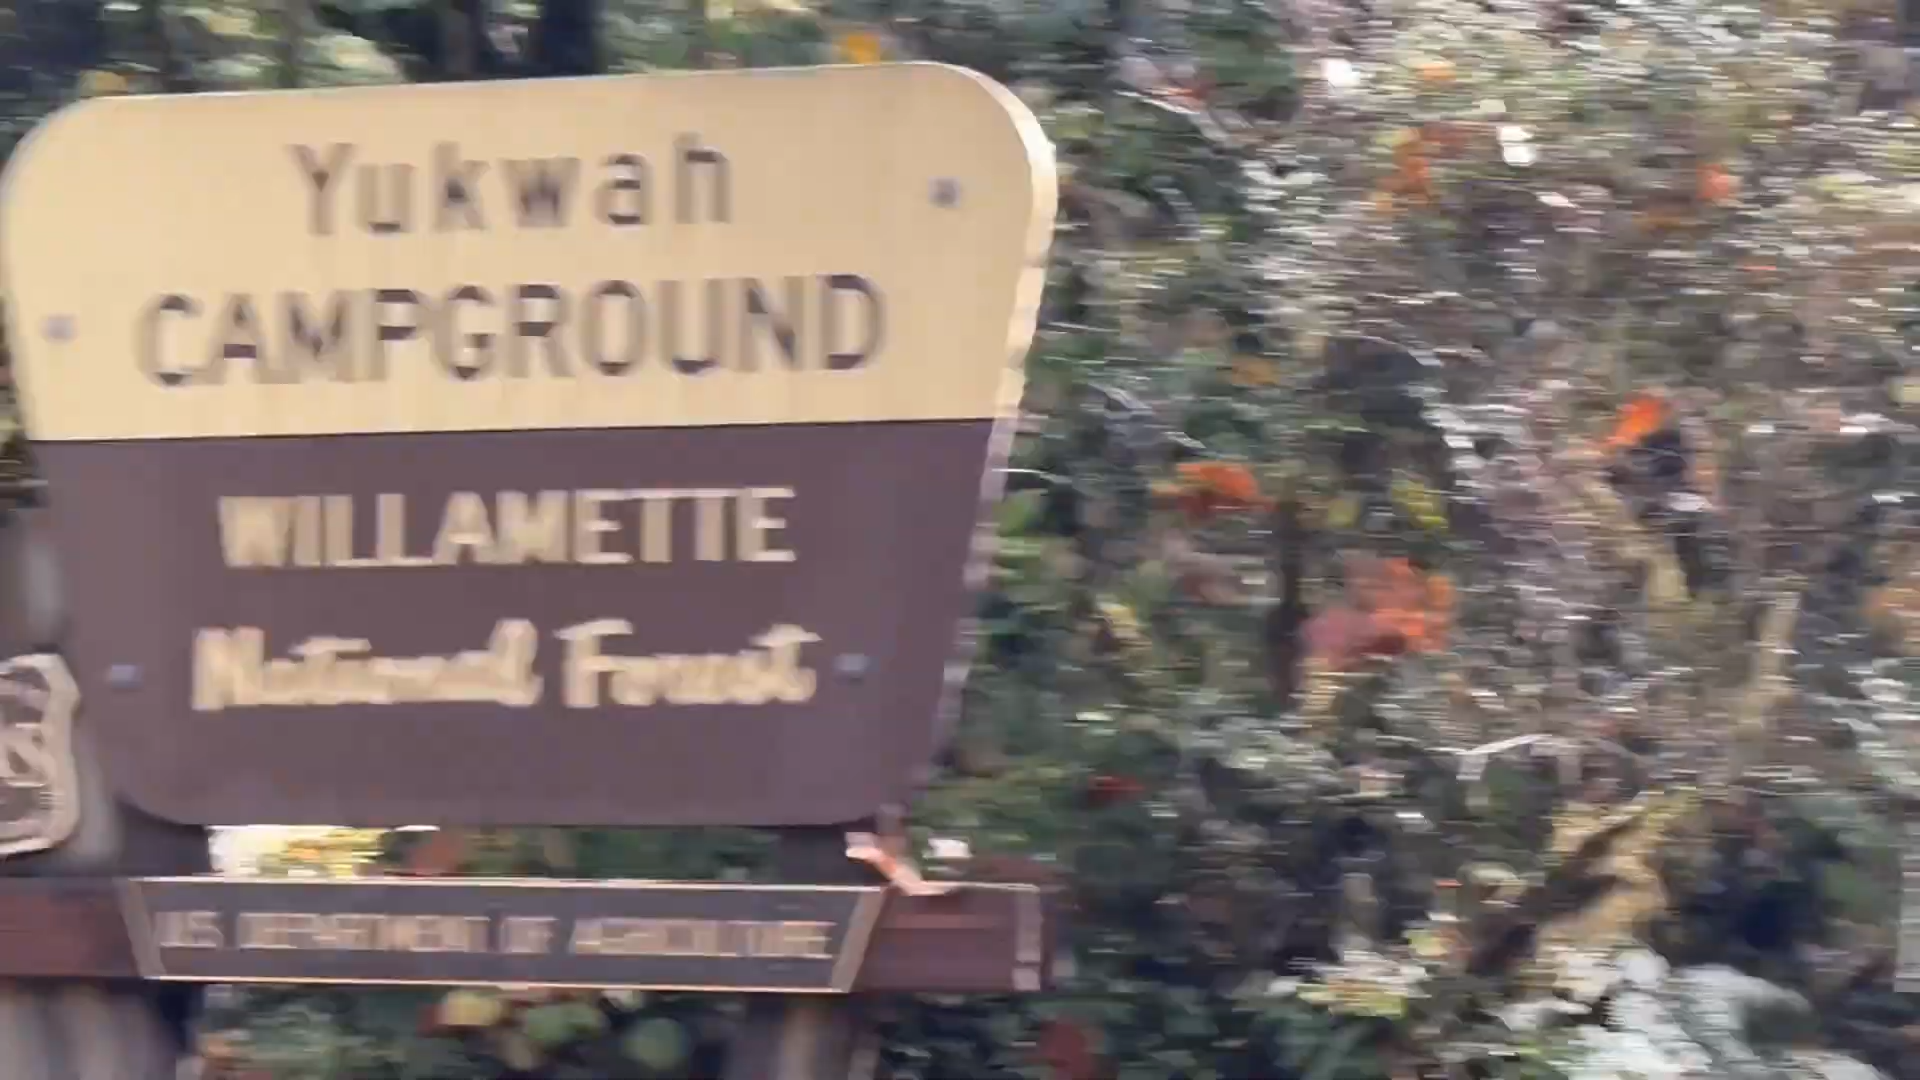 Yukwah
CAMPGROUND
WILLAMETTE
National Forest
U.S. DEPARTMENT OF AGRICULTURE